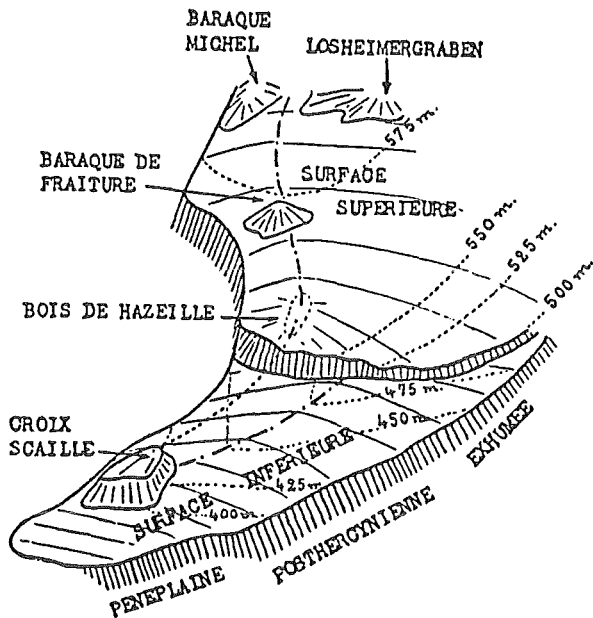 BARAQUE
MICHEL
LOSHEIMERGRABEN
575 m.
BARAQUE DE
FRAITURE
SURFACE
SUPERIEURE
550 m.
525 m.
500 m.
BOIS DE HAZEILLE
475 m.
450 m.
CROIX
SCAILLE
425 m
400 m.
SURFACE INFERIEURE
PENEPLAINE POSTHERCYNIENNE EXHUMEE